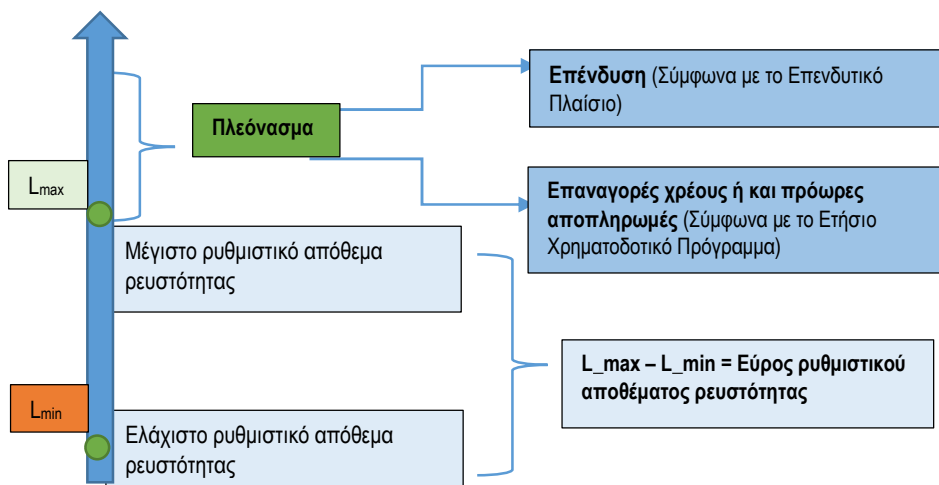 Επένδυση (Σύμφωνα με το Επενδυτικό
Πλαίσιο)
Πλεόνασμα
Lmax
Επαναγορές χρέους ή και πρόωρες
αποπληρωμές (Σύμφωνα με το Ετήσιο
Χρηματοδοτικό Πρόγραμμα)
Μέγιστο ρυθμιστικό απόθεμα
ρευστότητας
L_max – L_min = Εύρος ρυθμιστικού
αποθέματος ρευστότητας
Lmin
Ελάχιστο ρυθμιστικό απόθεμα
ρευστότητας